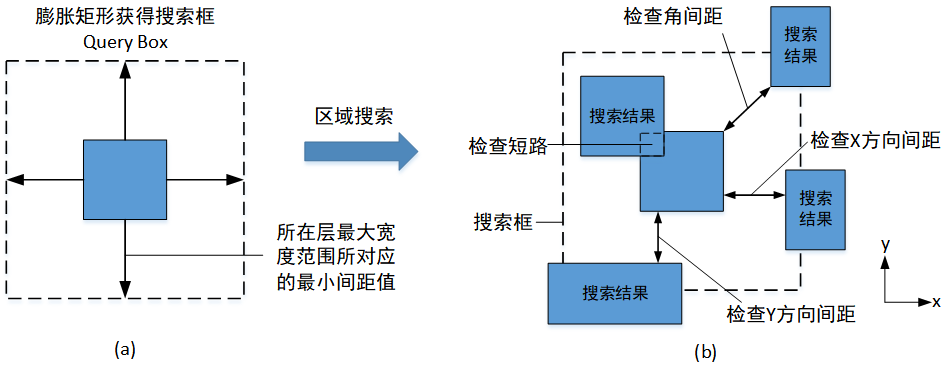 膨胀矩形获得搜索框
Query Box
所在层最大宽
度范围所对应
的最小间距值
(a)
区域搜索
检查角间距
搜索
结果
搜索结果
检查短路
检查X方向间距
搜索
结果
搜索框
搜索结果
检查Y方向间距
y
x
(b)